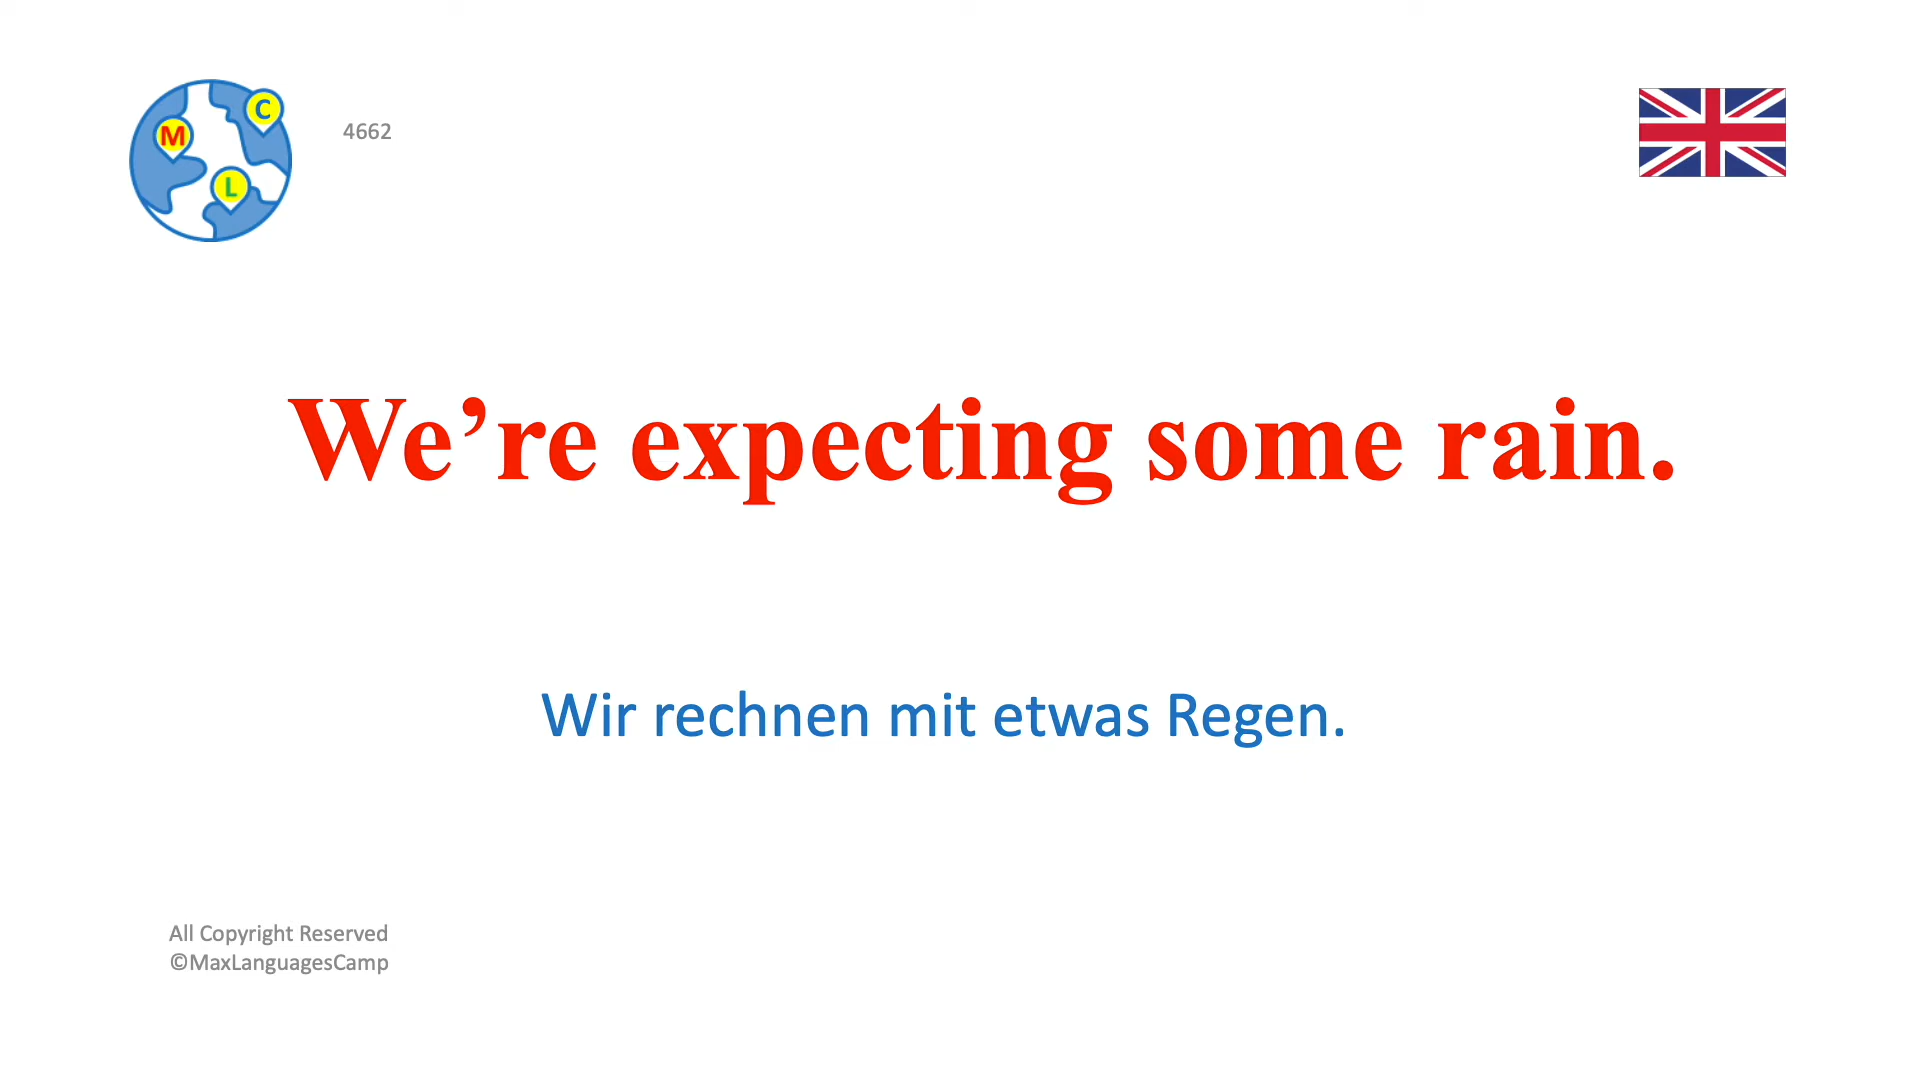 M
C
L
4662
We’re expecting some rain.
Wir rechnen mit etwas Regen.
All Copyright Reserved
©MaxLanguagesCamp